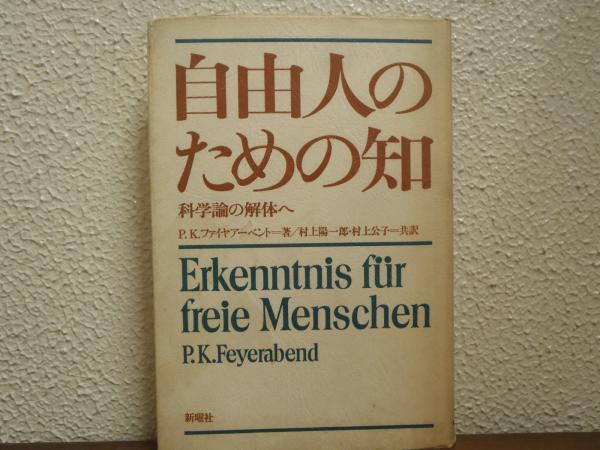 自由人の
ための知
科学論の解体へ
P.K.ファイヤアーベント=著/村上陽一郎・村上公子=共訳
Erkenntnis für
freie Menschen
P.K.Feyerabend
新曜社